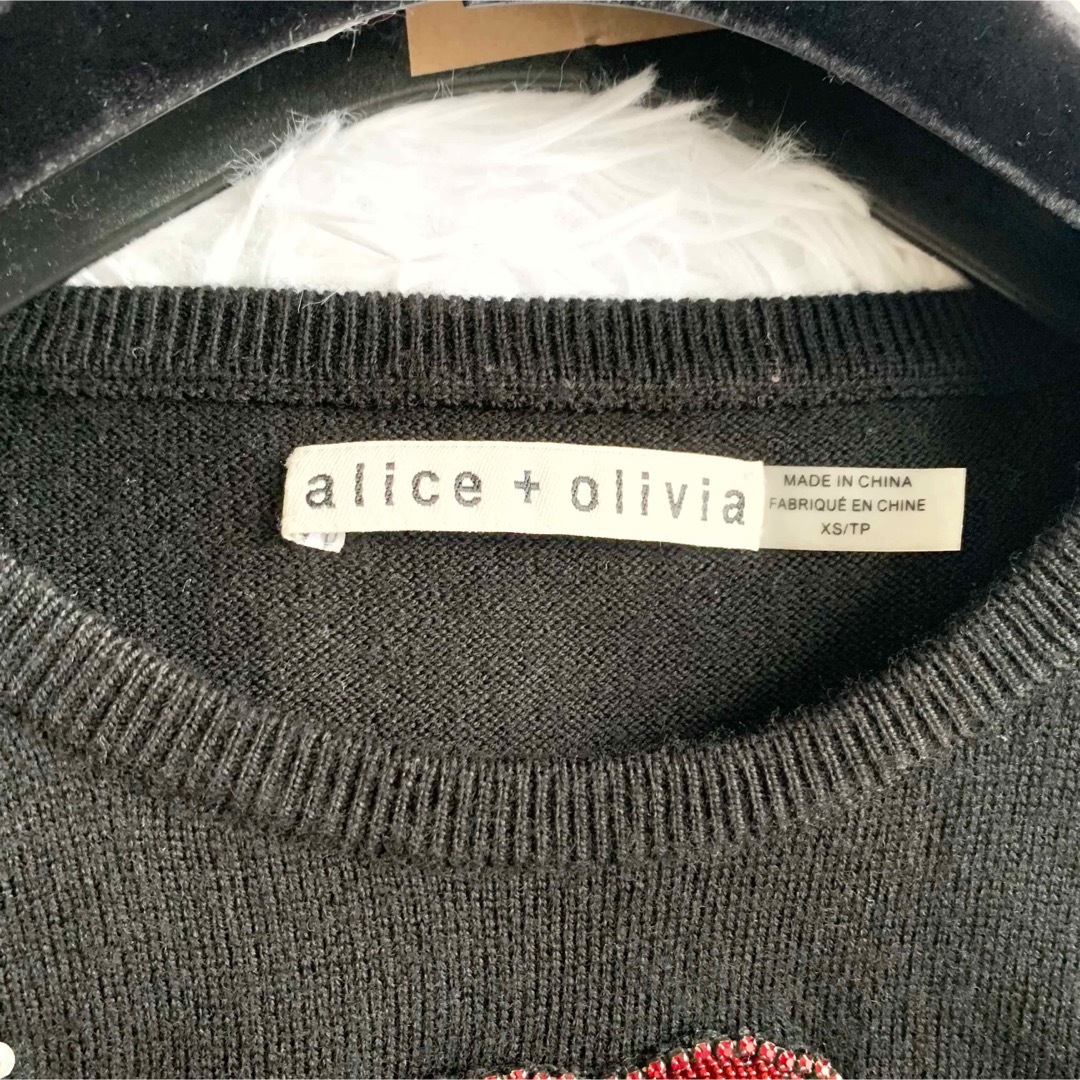 alice + olivia
MADE IN CHINA
FABRIQUÉ EN CHINE
XS/TP